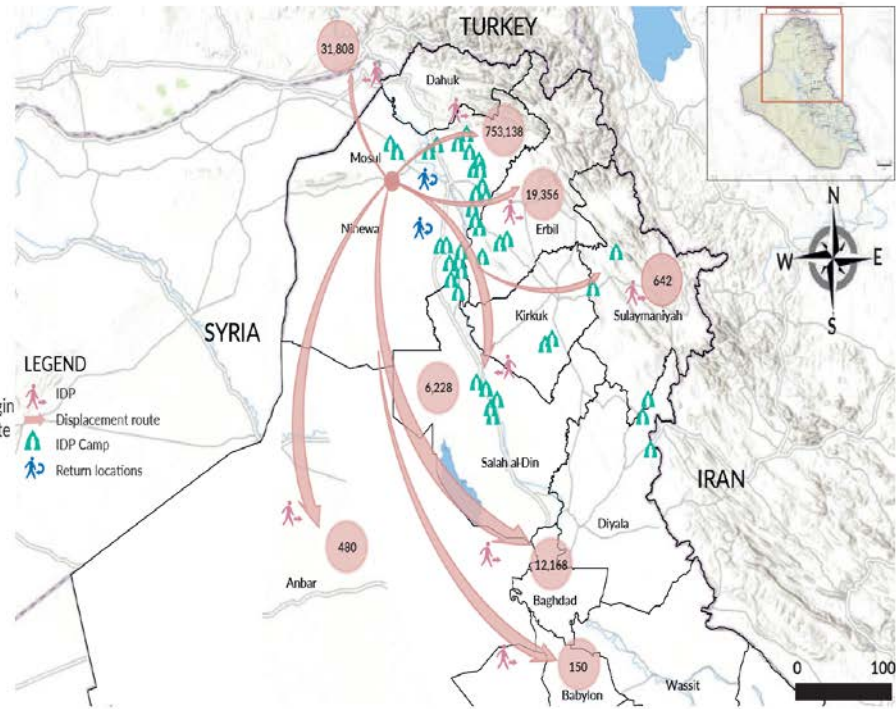 TURKEY
31,808
Dahuk
753,138
Mosul
19,356
Ninewa
Erbil
642
Kirkuk
Sulaymaniyah
SYRIA
N
W
E
S
LEGEND
IDP
Displacement route
IDP Camp
Return locations
6,228
Salah al-Din
IRAN
Diyala
480
Anbar
12,168
Baghdad
150
Babylon
Wassit
0 100